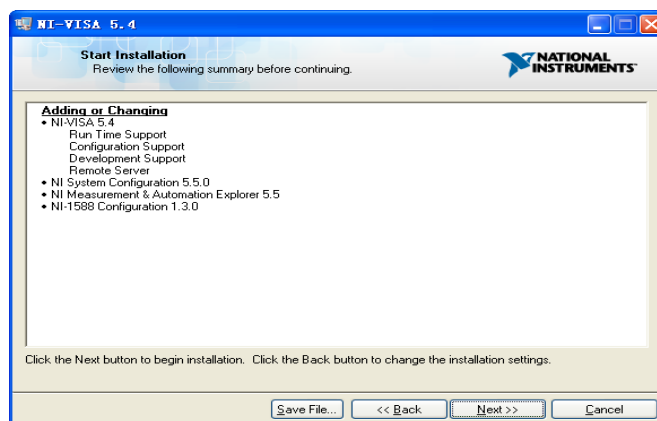 NI-VISA 5.4
Start Installation
Review the following summary before continuing.
NATIONAL
INSTRUMENTS
Adding or Changing
• NI-VISA 5.4
Run Time Support
Configuration Support
Development Support
Remote Server
• NI System Configuration 5.5.0
• NI Measurement & Automation Explorer 5.5
• NI-1588 Configuration 1.3.0
Click the Next button to begin installation. Click the Back button to change the installation settings.
Save File... << Back Next >> Cancel